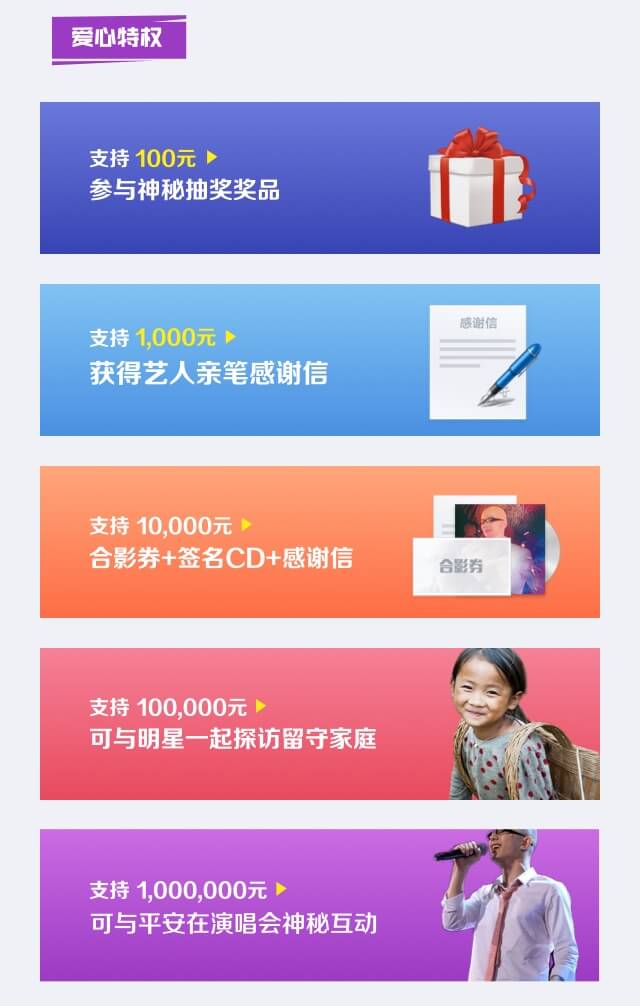 爱心特权
支持 100元
参与神秘抽奖奖品
支持 1,000元
获得艺人亲笔感谢信
感谢信
支持 10,000元
合影券+签名CD+感谢信
合影券
支持 100,000元
可与明星一起探访留守家庭
支持 1,000,000元
可与平安在演唱会神秘互动